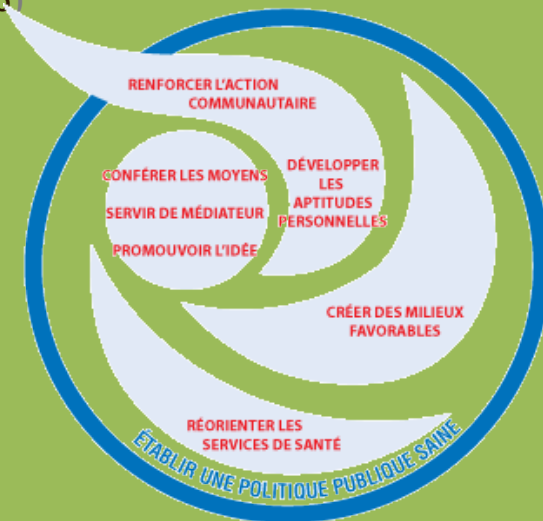 RENFORCER L'ACTION
COMMUNAUTAIRE
CONFÉRER LES MOYENS
SERVIR DE MÉDIATEUR
PROMOUVOIR L'IDÉE
DÉVELOPPER
LES
APTITUDES
PERSONNELLES
CRÉER DES MILIEUX
FAVORABLES
RÉORIENTER LES
SERVICES DE SANTÉ
ÉTABLIR UNE POLITIQUE PUBLIQUE SAINE